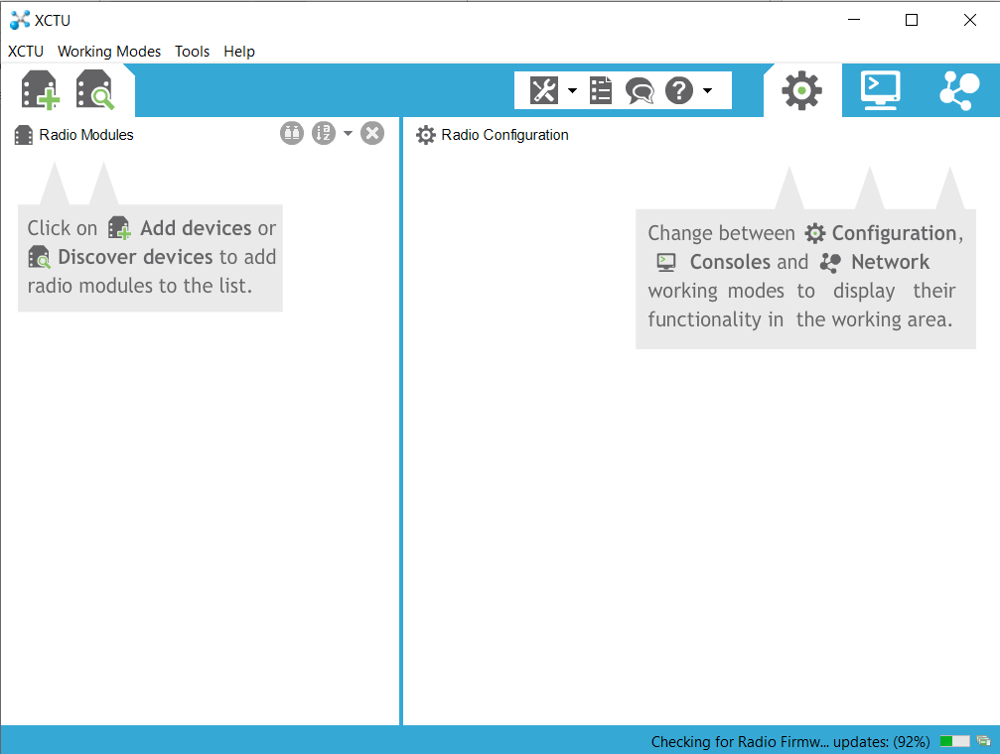 XCTU
XCTU Working Modes Tools Help
Radio Modules
Radio Configuration
Click on Add devices or
Discover devices to add
radio modules to the list.
Change between Configuration,
Consoles and Network
working modes to display their
functionality in the working area.
Checking for Radio Firmw... updates: (92%)